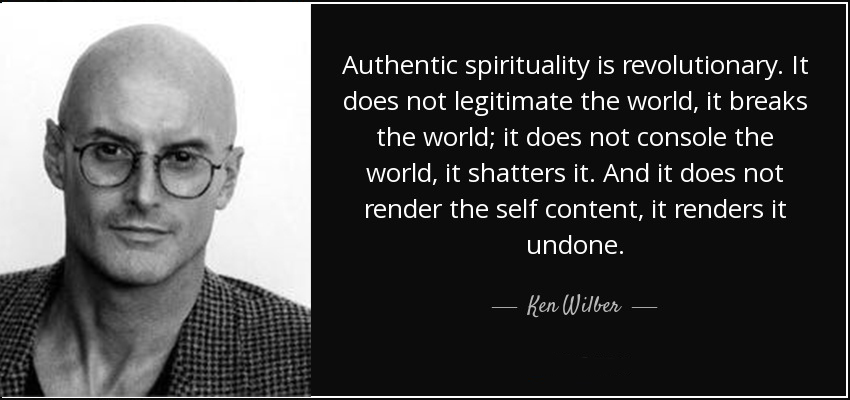 Authentic spirituality is revolutionary. It
does not legitimate the world, it breaks
the world; it does not console the
world, it shatters it. And it does not
render the self content, it renders it
undone.
— Ken Wilber —